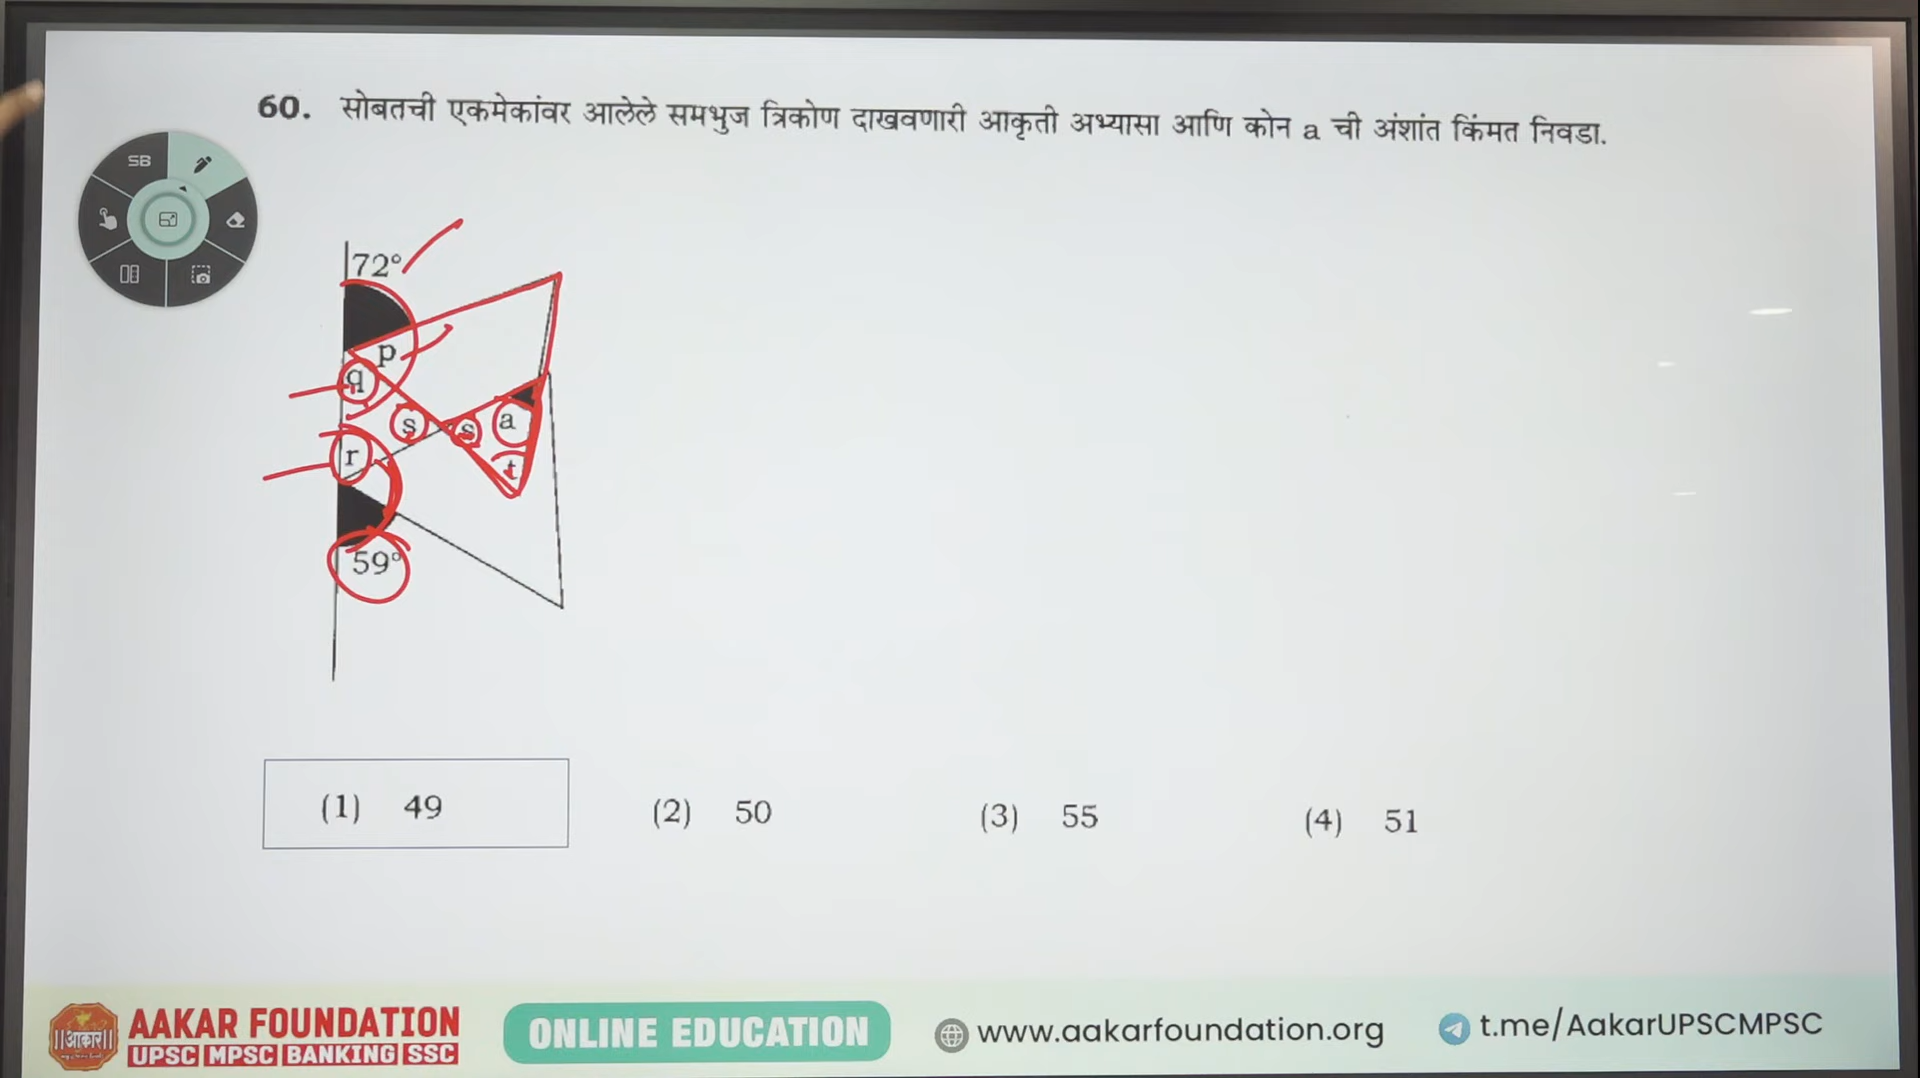 60. सोबतची एकमेकांवर आलेले समभुज त्रिकोण दाखवणारी आकृती अभ्यासा आणि कोन a ची अंशांत किंमत निवडा.
SB
72°
p
q
s
s
a
r
t
59°
(1) 49
(2) 50
(3) 55
(4) 51
||आकार||
AAKAR FOUNDATION
UPSC MPSC BANKING SSC
ONLINE EDUCATION
www.aakarfoundation.org
t.me/AakarUPSCMPSC